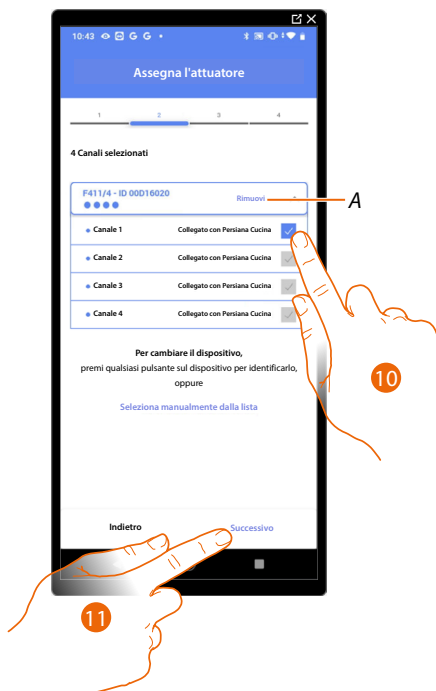 10:43 G G
Assegna l'attuatore
1 2 3 4
4 Canali selezionati
F411/4 - ID 00D16020
Rimuovi
A
Canale 1 Collegato con Persiana Cucina
Canale 2 Collegato con Persiana Cucina
Canale 3 Collegato con Persiana Cucina
Canale 4 Collegato con Persiana Cucina
Per cambiare il dispositivo,
premi qualsiasi pulsante sul dispositivo per identificarlo,
oppure
Seleziona manualmente dalla lista
10
Indietro Successivo
11